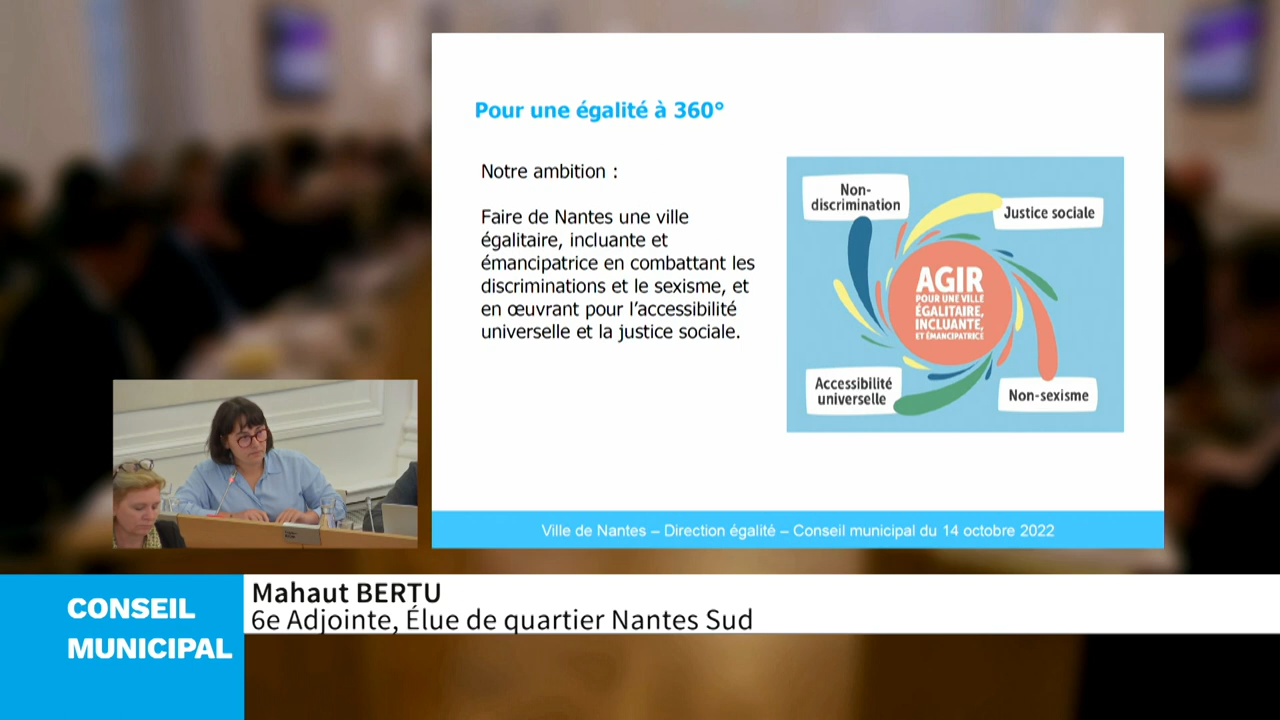 Pour une égalité à 360°
Notre ambition :
Faire de Nantes une ville
égalitaire, incluante et
émancipatrice en combattant les
discriminations et le sexisme, et
en œuvrant pour l'accessibilité
universelle et la justice sociale.
Non-
discrimination
Justice sociale
AGIR
POUR UNE VILLE
ÉGALITAIRE,
INCLUANTE,
ET ÉMANCIPATRICE
Accessibilité
universelle
Non-sexisme
Ville de Nantes – Direction égalité – Conseil municipal du 14 octobre 2022
CONSEIL
MUNICIPAL
Mahaut BERTU
6e Adjointe, Élue de quartier Nantes Sud